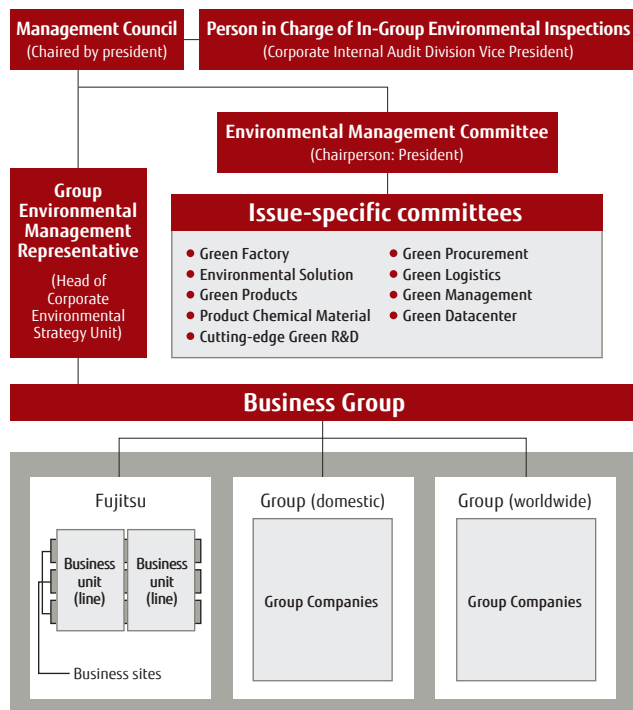 Management Council
(Chaired by president)
Person in Charge of In-Group Environmental Inspections
(Corporate Internal Audit Division Vice President)
Environmental Management Committee
(Chairperson: President)
Group
Environmental
Management
Representative
(Head of
Corporate
Environmental
Strategy Unit)
Issue-specific committees
● Green Factory
● Environmental Solution
● Green Products
● Product Chemical Material
● Cutting-edge Green R&D
● Green Procurement
● Green Logistics
● Green Management
● Green Datacenter
Business Group
Fujitsu
Business
unit
(line)
Business
unit
(line)
Business sites
Group (domestic)
Group Companies
Group (worldwide)
Group Companies